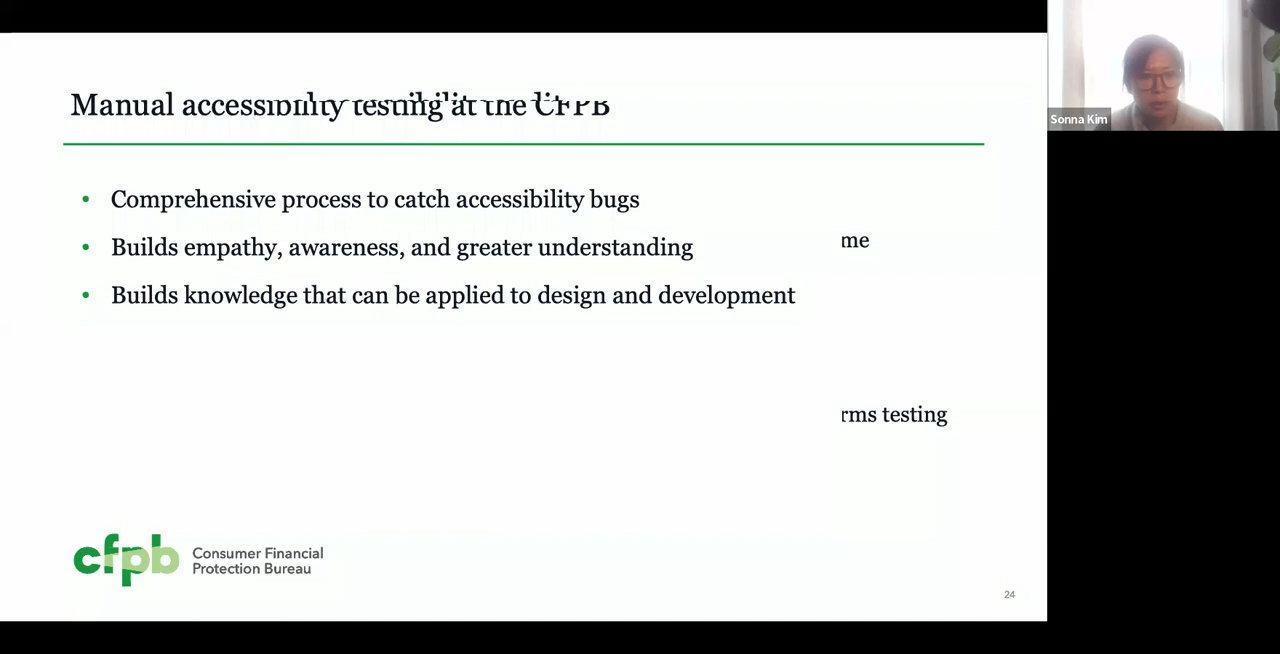 Manual accessibility testing at the CFPB
Sonna Kim
• Comprehensive process to catch accessibility bugs
• Builds empathy, awareness, and greater understanding
me
• Builds knowledge that can be applied to design and development
rms testing
cfpb
Consumer Financial
Protection Bureau
24